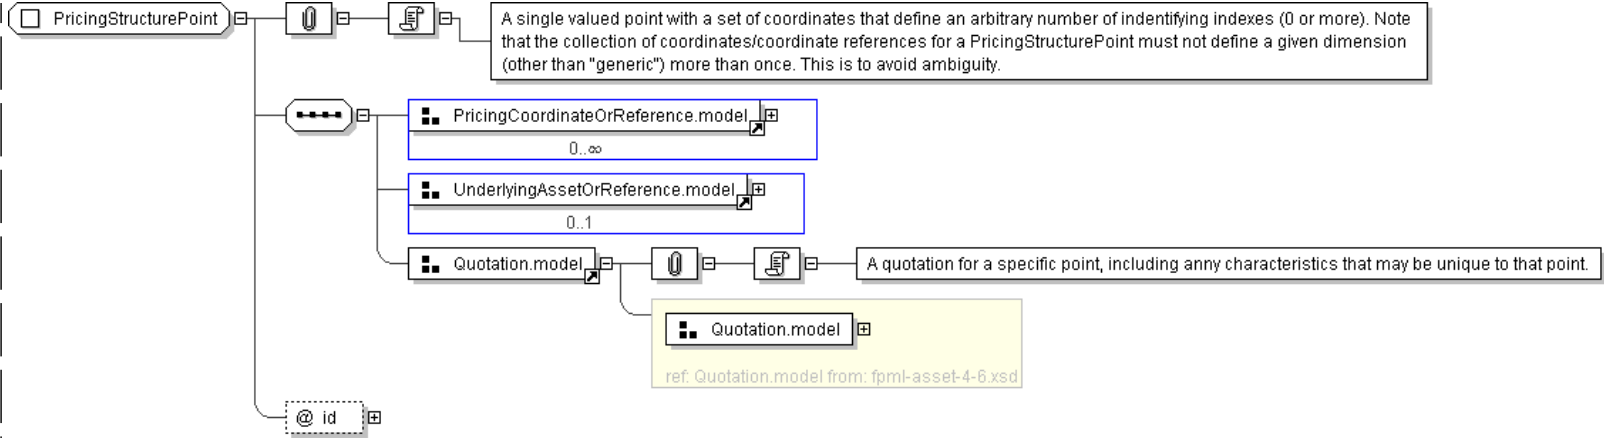 PricingStructurePoint
A single valued point with a set of coordinates that define an arbitrary number of indentifying indexes (0 or more). Note
that the collection of coordinates/coordinate references for a PricingStructurePoint must not define a given dimension
(other than "generic") more than once. This is to avoid ambiguity.
PricingCoordinateOrReference.model
0..∞
UnderlyingAssetOrReference.model
0..1
Quotation.model
A quotation for a specific point, including anny characteristics that may be unique to that point.
Quotation.model
ref: Quotation.model from: fpml-asset-4-6.xsd
@ id